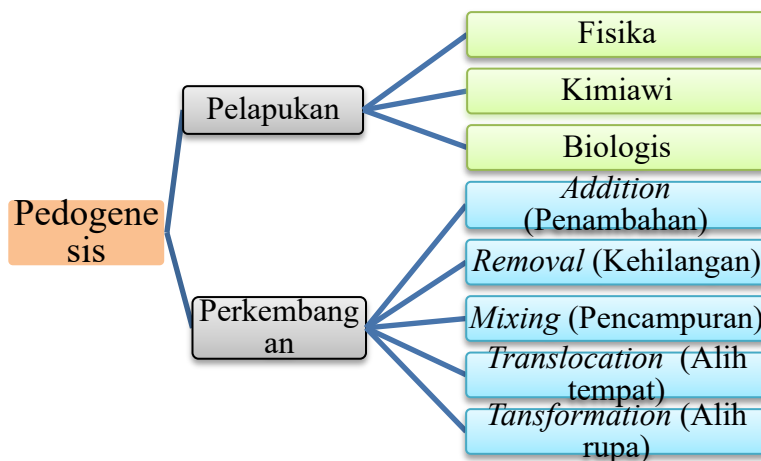 Pedogene
sis
Pelapukan
Fisika
Kimiawi
Biologis
Perkembang
an
Addition
(Penambahan)
Removal (Kehilangan)
Mixing (Pencampuran)
Translocation (Alih
tempat)
Tansformation (Alih
rupa)